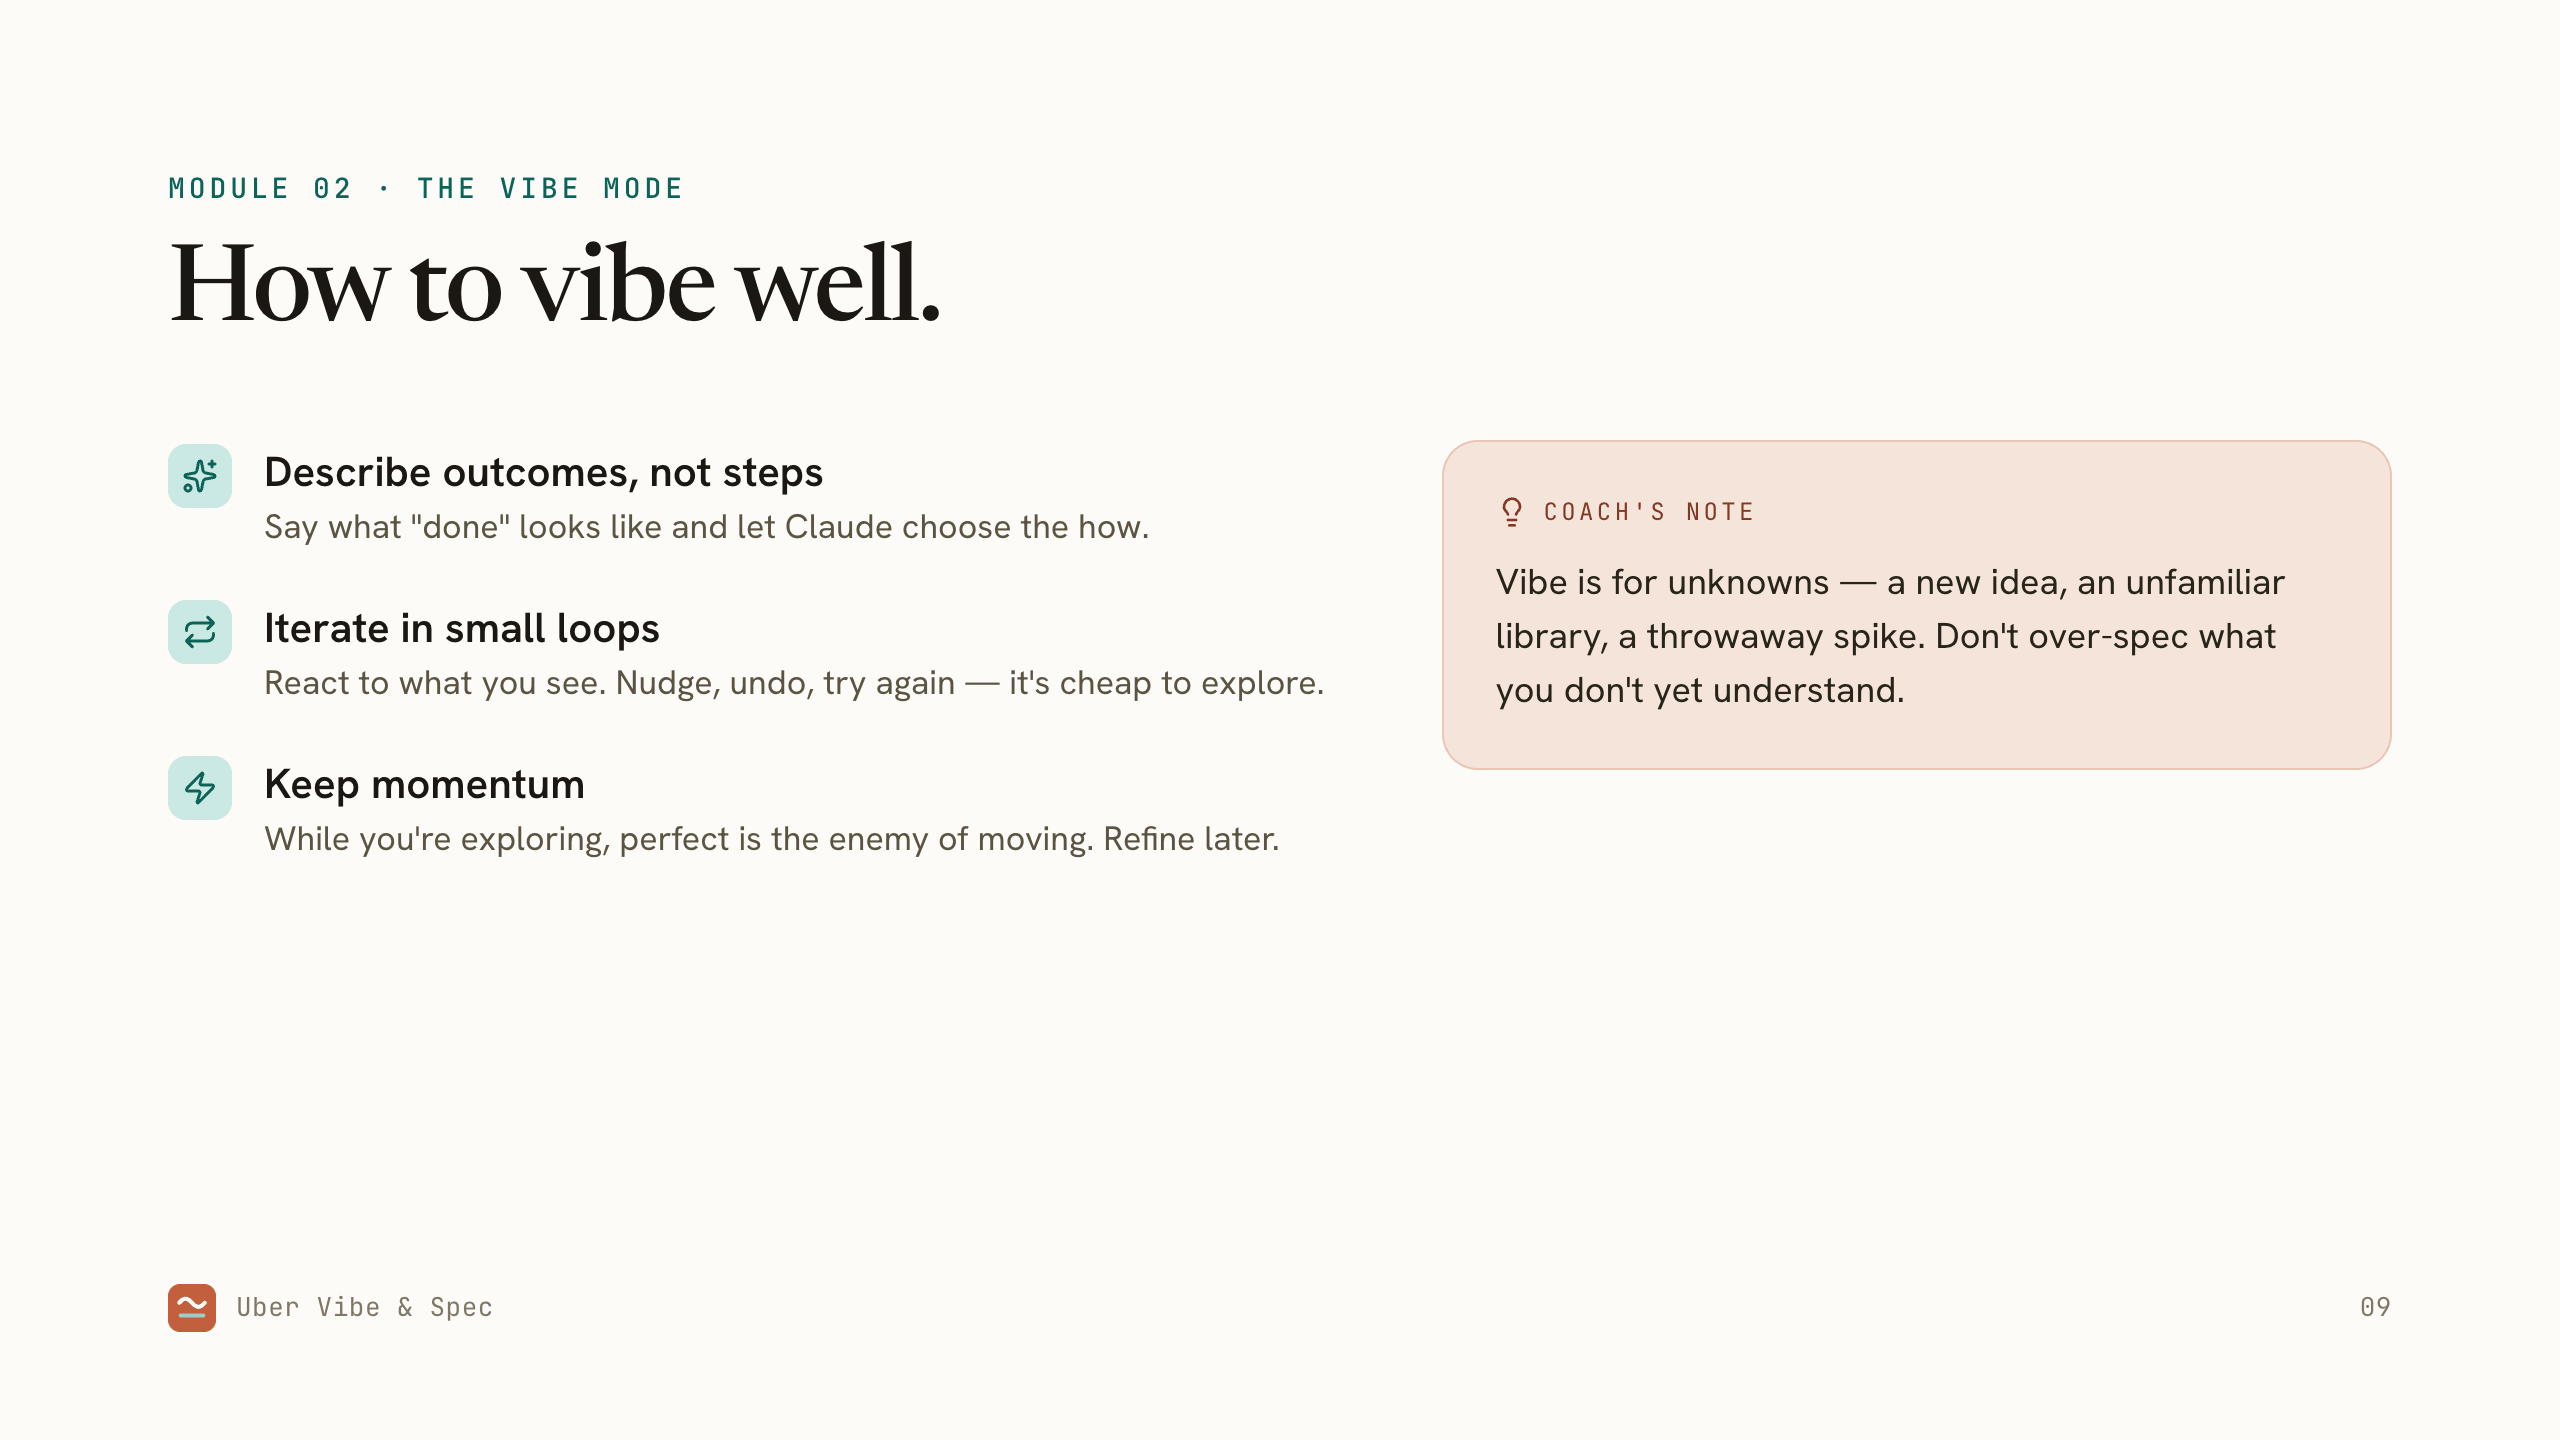 MODULE 02 · THE VIBE MODE
How to vibe well.
Describe outcomes, not steps
Say what "done" looks like and let Claude choose the how.
Iterate in small loops
React to what you see. Nudge, undo, try again — it's cheap to explore.
Keep momentum
While you're exploring, perfect is the enemy of moving. Refine later.
COACH'S NOTE
Vibe is for unknowns — a new idea, an unfamiliar
library, a throwaway spike. Don't over-spec what
you don't yet understand.
Uber Vibe & Spec
09